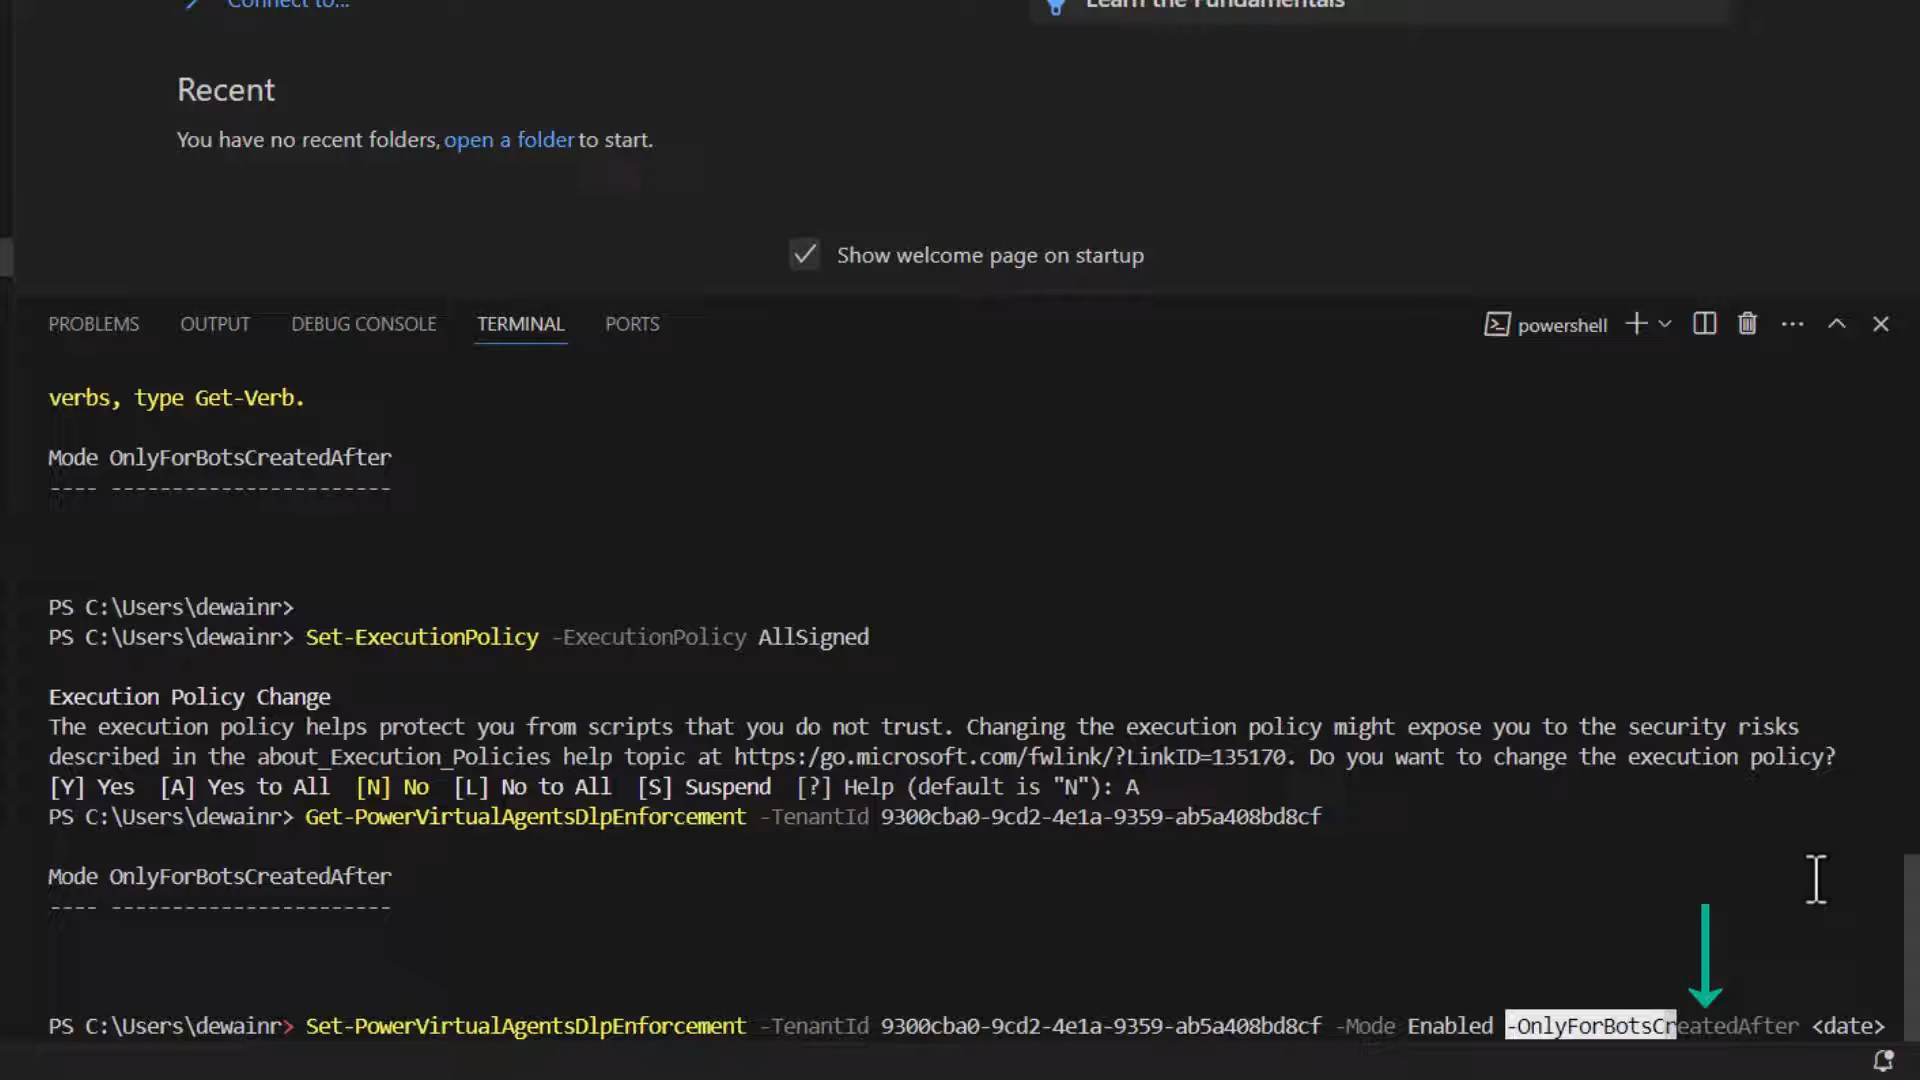 Connect to...
Learn the Fundamentals
Recent
You have no recent folders, open a folder to start.
Show welcome page on startup
PROBLEMS OUTPUT DEBUG CONSOLE TERMINAL PORTS powershell
verbs, type Get-Verb.
Mode OnlyForBotsCreatedAfter
---- -----------------------
PS C:\Users\dewainr>
PS C:\Users\dewainr> Set-ExecutionPolicy -ExecutionPolicy AllSigned
Execution Policy Change
The execution policy helps protect you from scripts that you do not trust. Changing the execution policy might expose you to the security risks
described in the about_Execution_Policies help topic at https:/go.microsoft.com/fwlink/?LinkID=135170. Do you want to change the execution policy?
[Y] Yes [A] Yes to All [N] No [L] No to All [S] Suspend [?] Help (default is "N"): A
PS C:\Users\dewainr> Get-PowerVirtualAgentsDlpEnforcement -TenantId 9300cba0-9cd2-4e1a-9359-ab5a408bd8cf
Mode OnlyForBotsCreatedAfter
---- -----------------------
PS C:\Users\dewainr> Set-PowerVirtualAgentsDlpEnforcement -TenantId 9300cba0-9cd2-4e1a-9359-ab5a408bd8cf -Mode Enabled -OnlyForBotsCreatedAfter <date>